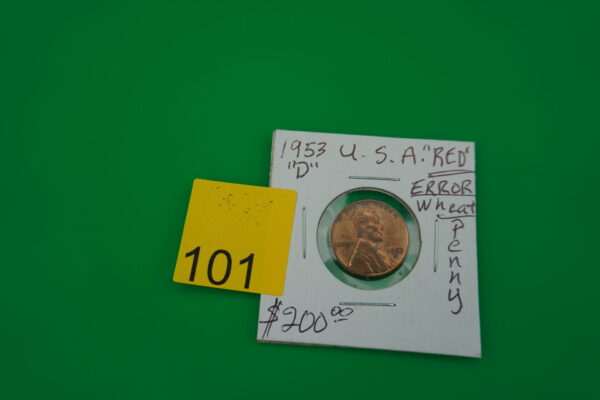 1953 U.S.A. "RED"
"D"
ERROR
Wheat
Penny
101
$200.00